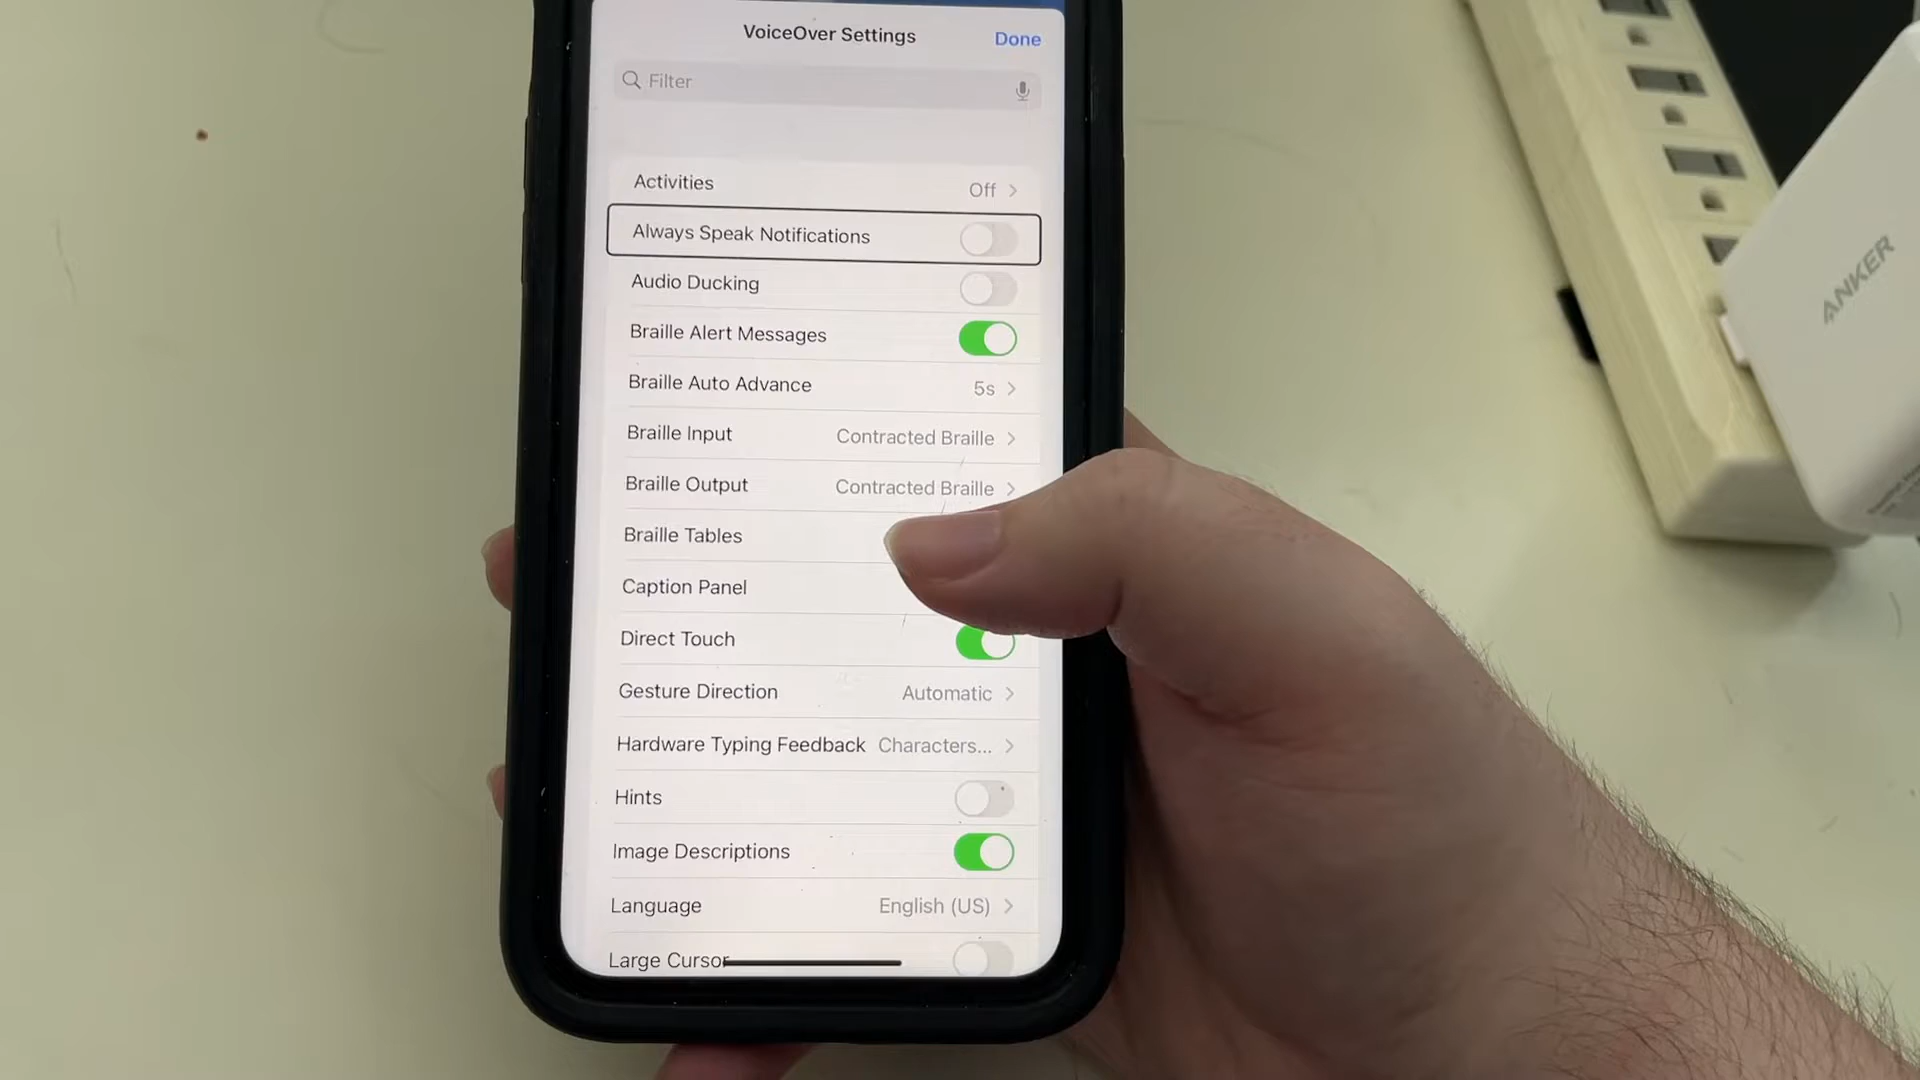 VoiceOver Settings
Done
Filter
Activities Off
Always Speak Notifications
Audio Ducking
Braille Alert Messages
Braille Auto Advance 5s
Braille Input Contracted Braille
Braille Output Contracted Braille
Braille Tables
Caption Panel
Direct Touch
Gesture Direction Automatic
Hardware Typing Feedback Characters...
Hints
Image Descriptions
Language English (US)
Large Cursor
ANKER